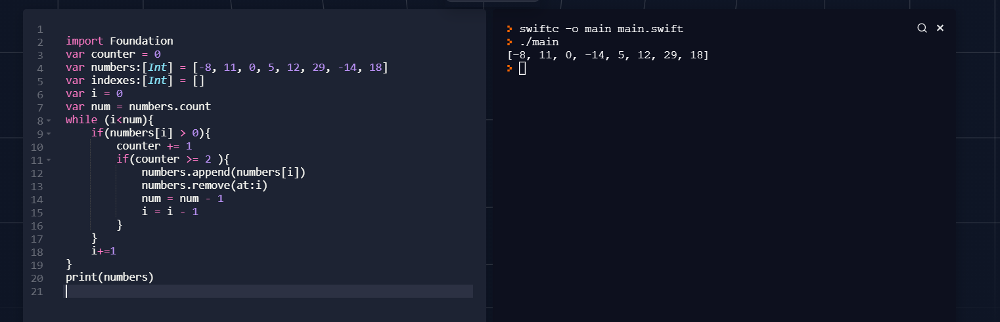 1
2 import Foundation
3 var counter = 0
4 var numbers:[Int] = [-8, 11, 0, 5, 12, 29, -14, 18]
5 var indexes:[Int] = []
6 var i = 0
7 var num = numbers.count
8 while (i<num){
9 if(numbers[i] > 0){
10 counter += 1
11 if(counter >= 2 ){
12 numbers.append(numbers[i])
13 numbers.remove(at:i)
14 num = num - 1
15 i = i - 1
16 }
17 }
18 i+=1
19 }
20 print(numbers)
21
swiftc -o main main.swift
./main
[-8, 11, 0, -14, 5, 12, 29, 18]